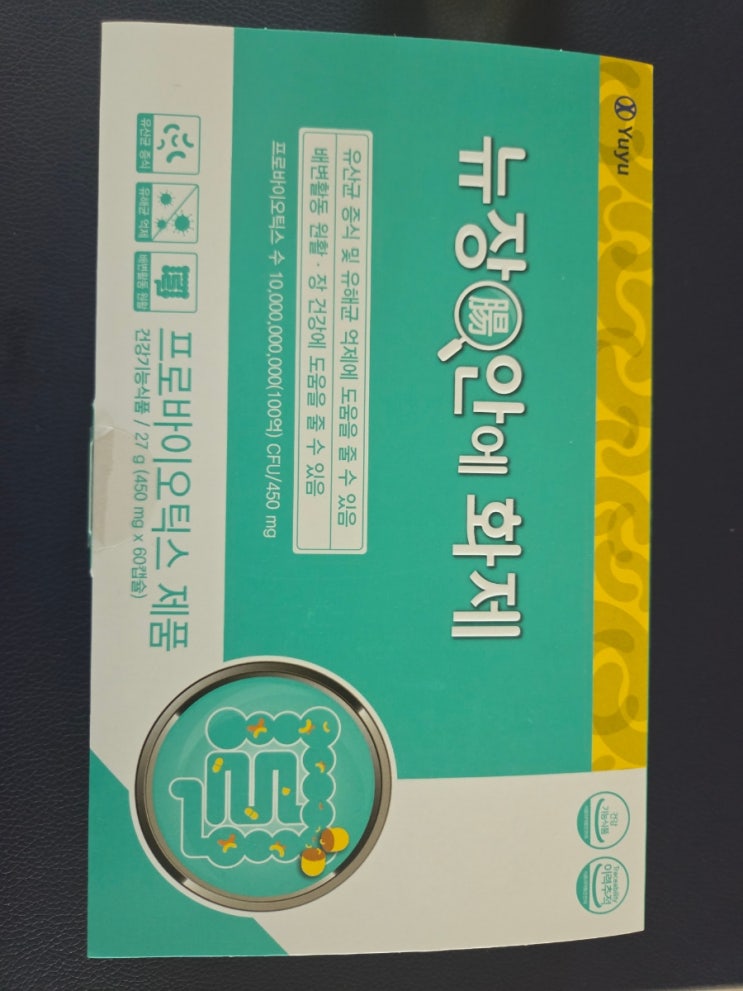 Yuyu
뉴장腸안에 화제
유산균 증식 및 유해균 억제에 도움을 줄 수 있음
배변활동 원활 · 장 건강에 도움을 줄 수 있음
프로바이오틱스 수 10,000,000,000(100억) CFU/450 mg
유산균 증식
유해균 억제
배변활동 원활
프로바이오틱스 제품
건강기능식품 / 27 g (450 mg x 60캡슐)
건강
기능식품
Traceability
이력추적